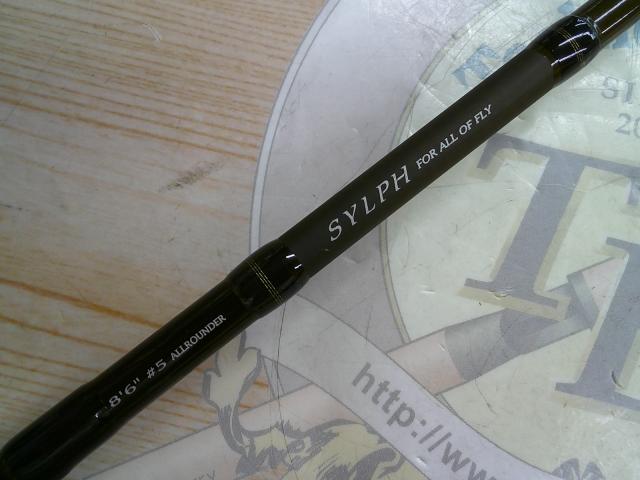 SYLPH FOR ALL OF FLY
8'6" #5 ALLROUNDER
http://ww